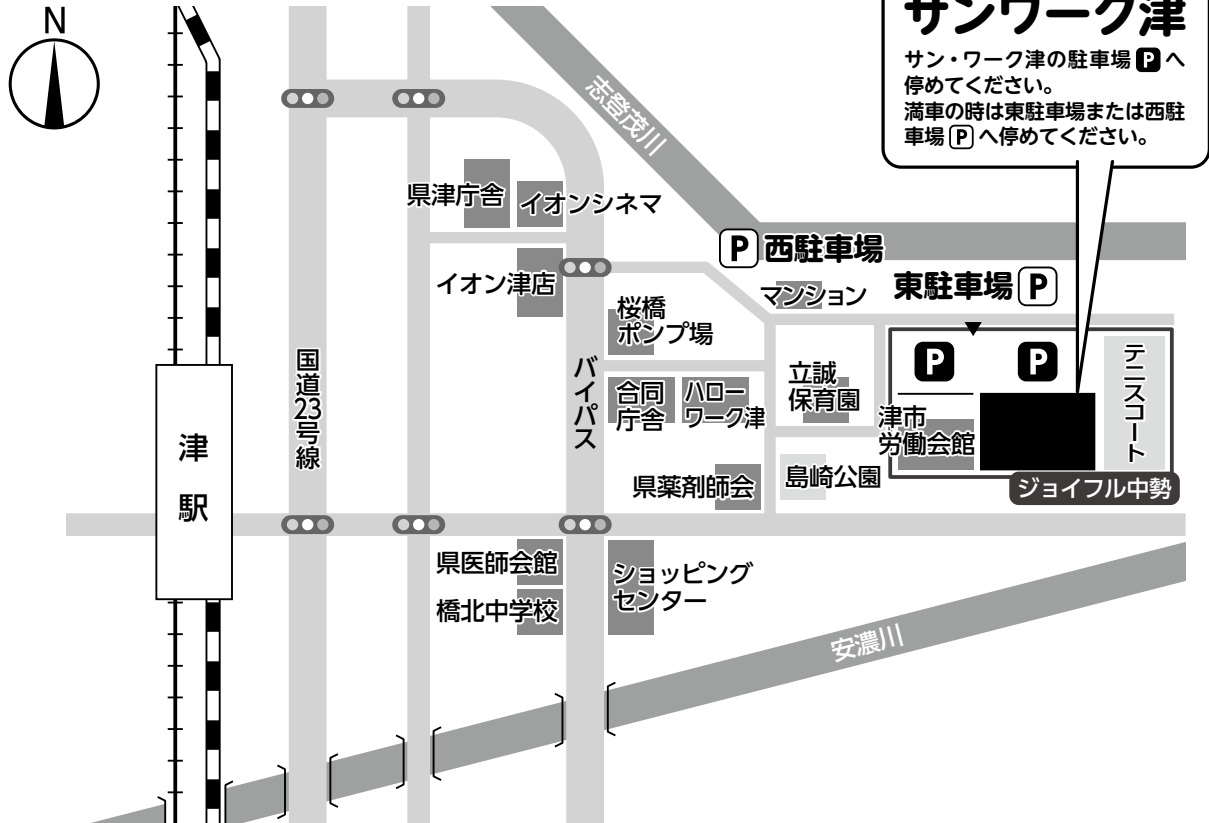 N
サンワーク津
サン・ワーク津の駐車場 P へ
停めてください。
満車の時は東駐車場または西駐
車場 P へ停めてください。
志登茂川
県津庁舎
イオンシネマ
P 西駐車場
イオン津店
マンション
東駐車場 P
桜橋
ポンプ場
国道23号線
バイパス
P
P
テニスコート
立誠
保育園
合同
庁舎
ハロー
ワーク津
津市
労働会館
津駅
県薬剤師会
島崎公園
ジョイフル中勢
県医師会館
ショッピング
センター
橋北中学校
安濃川